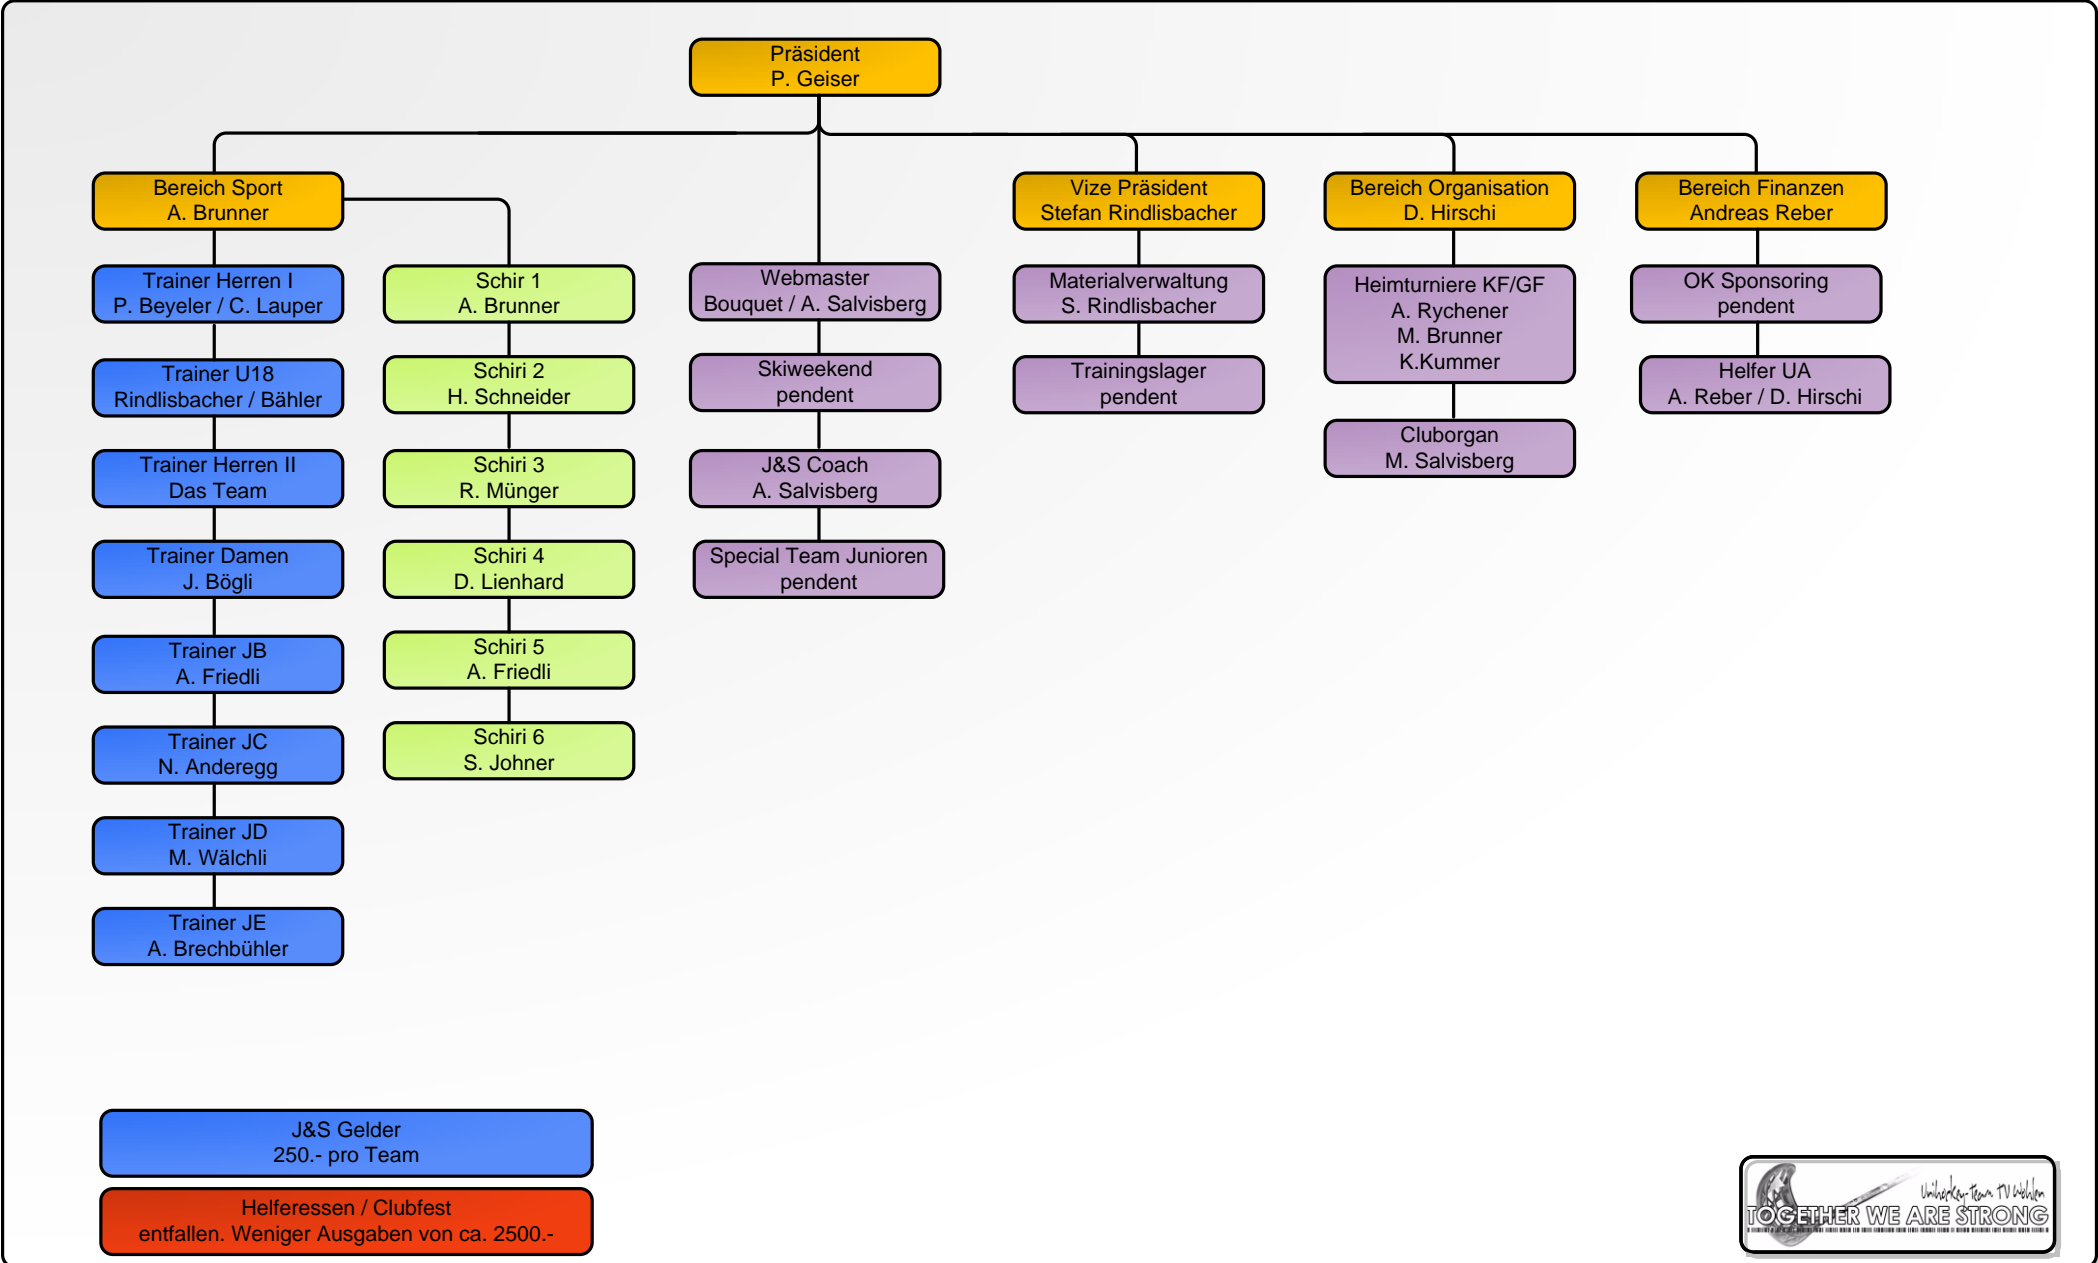 Präsident
P. Geiser
Bereich Sport
A. Brunner
Vize Präsident
Stefan Rindlisbacher
Bereich Organisation
D. Hirschi
Bereich Finanzen
Andreas Reber
Trainer Herren I
P. Beyeler / C. Lauper
Trainer U18
Rindlisbacher / Bähler
Trainer Herren II
Das Team
Trainer Damen
J. Bögli
Trainer JB
A. Friedli
Trainer JC
N. Anderegg
Trainer JD
M. Wälchli
Trainer JE
A. Brechbühler
Schir 1
A. Brunner
Schiri 2
H. Schneider
Schiri 3
R. Münger
Schiri 4
D. Lienhard
Schiri 5
A. Friedli
Schiri 6
S. Johner
Webmaster
Bouquet / A. Salvisberg
Skiweekend
pendent
J&S Coach
A. Salvisberg
Special Team Junioren
pendent
Materialverwaltung
S. Rindlisbacher
Trainingslager
pendent
Heimturniere KF/GF
A. Rychener
M. Brunner
K.Kummer
Cluborgan
M. Salvisberg
OK Sponsoring
pendent
Helfer UA
A. Reber / D. Hirschi
J&S Gelder
250.- pro Team
Helferessen / Clubfest
entfallen. Weniger Ausgaben von ca. 2500.-
Unihockey-Team TV Wohlen
TOGETHER WE ARE STRONG